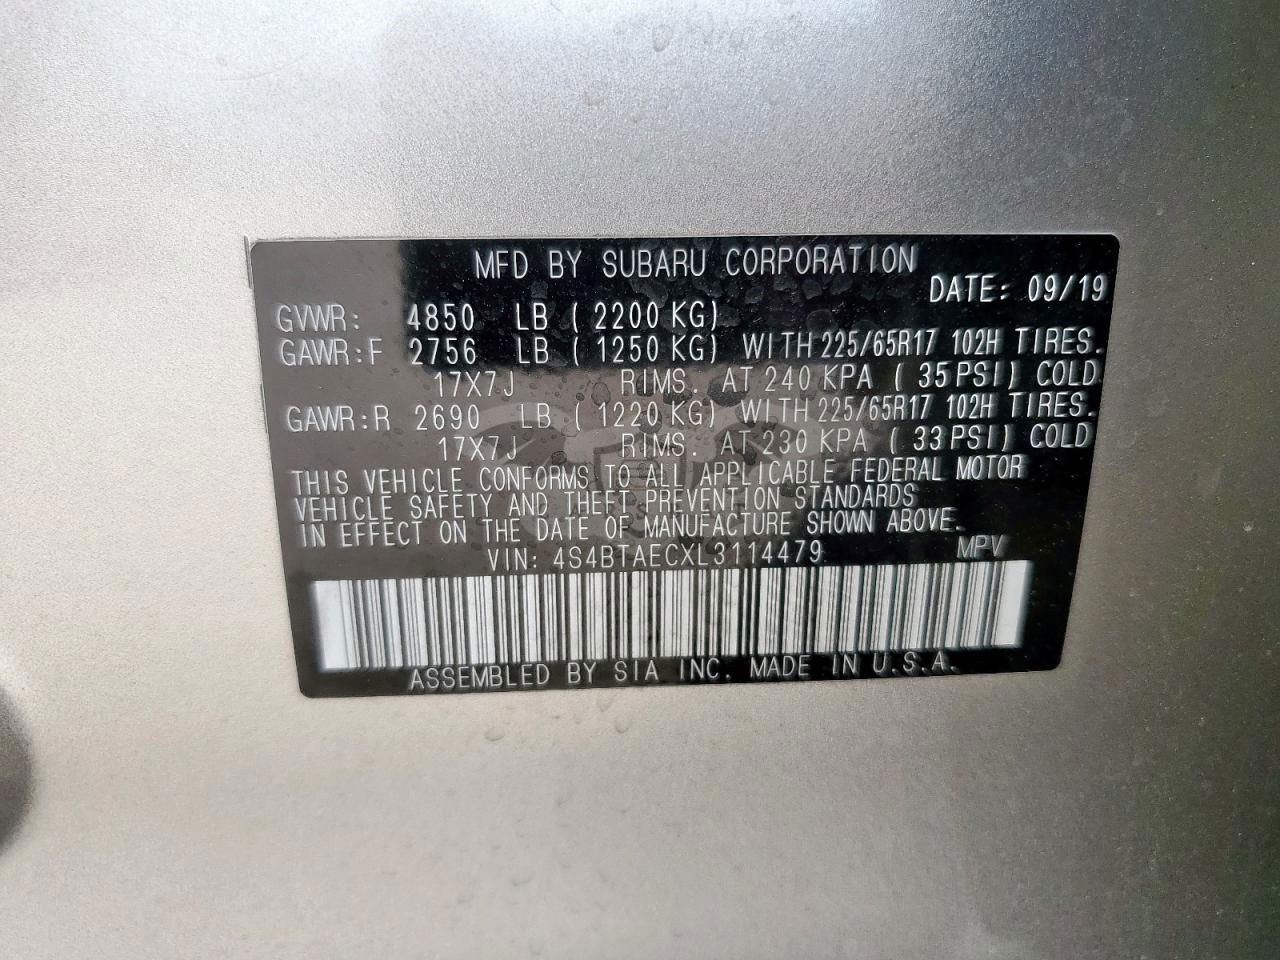 MFD BY SUBARU CORPORATION
DATE: 09/19
GVWR: 4850 LB ( 2200 KG)
GAWR:F 2756 LB ( 1250 KG) WITH 225/65R17 102H TIRES.
17X7J RIMS. AT 240 KPA ( 35 PSI) COLD
GAWR:R 2690 LB ( 1220 KG) WITH 225/65R17 102H TIRES.
17X7J RIMS. AT 230 KPA ( 33 PSI) COLD
THIS VEHICLE CONFORMS TO ALL APPLICABLE FEDERAL MOTOR
VEHICLE SAFETY AND THEFT PREVENTION STANDARDS
IN EFFECT ON THE DATE OF MANUFACTURE SHOWN ABOVE.
VIN: 4S4BTAECXL3114479 MPV
ASSEMBLED BY SIA INC. MADE IN U.S.A.